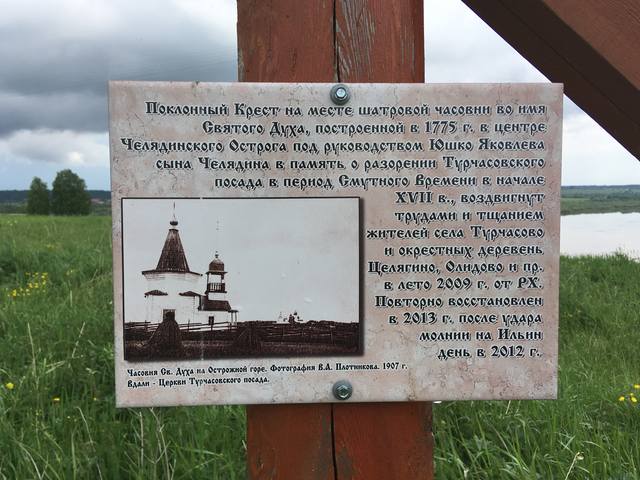 Поклонный Крест на месте шатровой часовни во имя
Святого Духа, построенной в 1775 г. в центре
Челядинского Острога под руководством Юшко Яковлева
сына Челядина в память о разорении Турчасовского
посада в период Смутного Времени в начале
XVII в., воздвигнут
трудами и тщанием
жителей села Турчасово
и окрестных деревень
Целягино, Олидово и пр.
в лето 2009 г. от РХ.
Повторно восстановлен
в 2013 г. после удара
молнии на Ильин
день в 2012 г.
Часовня Св. Духа на Острожной горе. Фотография В.А. Плотникова. 1907 г.
Вдали - Церкви Турчасовского посада.